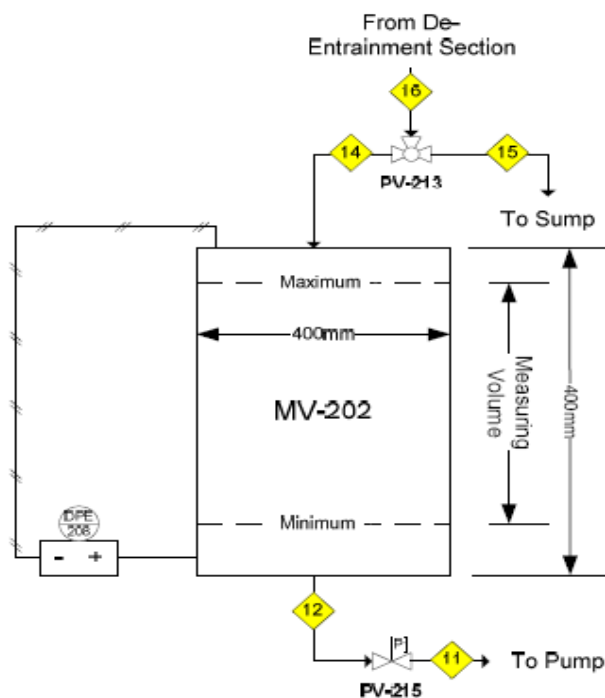 From De-
Entrainment Section
16
14
15
PV-213
To Sump
Maximum
400mm
MV-202
Measuring
Volume
400mm
DPE
208
- +
Minimum
12
[P]
11
To Pump
PV-215